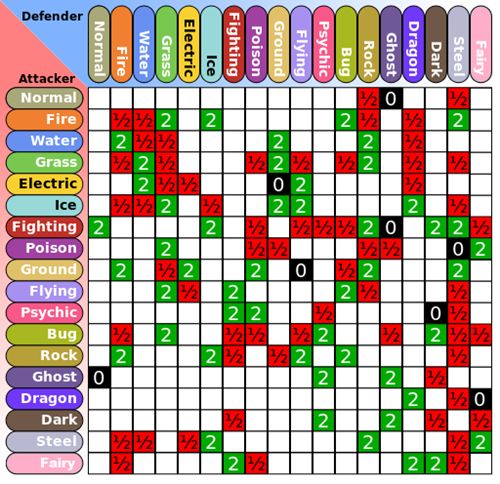 Defender
Normal Fire Water Grass Electric Ice Fighting Poison Ground Flying Psychic Bug Rock Ghost Dragon Dark Steel Fairy
Attacker
Normal ½ 0 ½
Fire ½ ½ 2 2 2 ½ ½ 2
Water 2 ½ ½ 2 2 ½
Grass ½ 2 ½ ½ 2 ½ ½ 2 ½ ½
Electric 2 ½ ½ 0 2 ½
Ice ½ ½ 2 ½ 2 2 2 ½
Fighting 2 2 ½ ½ ½ ½ 2 0 2 2 ½
Poison 2 ½ ½ ½ ½ 0 2
Ground 2 ½ 2 2 0 ½ 2 2
Flying 2 ½ 2 2 ½ ½
Psychic 2 2 ½ 0 ½
Bug ½ 2 ½ ½ ½ 2 ½ 2 ½ ½
Rock 2 2 ½ ½ 2 2 ½
Ghost 0 2 2 ½
Dragon 2 ½ 0
Dark ½ 2 2 ½ ½
Steel ½ ½ ½ 2 2 ½ 2
Fairy ½ 2 ½ 2 2 ½